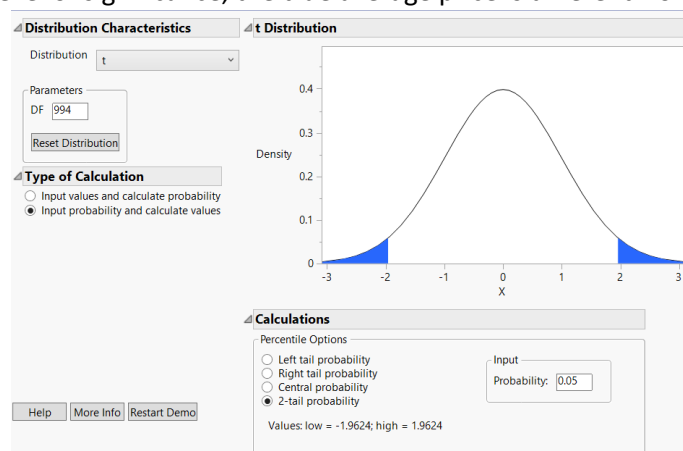 Distribution Characteristics
Distribution t
Parameters
DF 994
Reset Distribution
Type of Calculation
Input values and calculate probability
Input probability and calculate values
Help More Info Restart Demo
t Distribution
0.4
0.3
Density
0.2
0.1
0
-3 -2 -1 0 1 2 3
X
Calculations
Percentile Options
Left tail probability
Right tail probability
Central probability
2-tail probability
Input
Probability: 0.05
Values: low = -1.9624; high = 1.9624